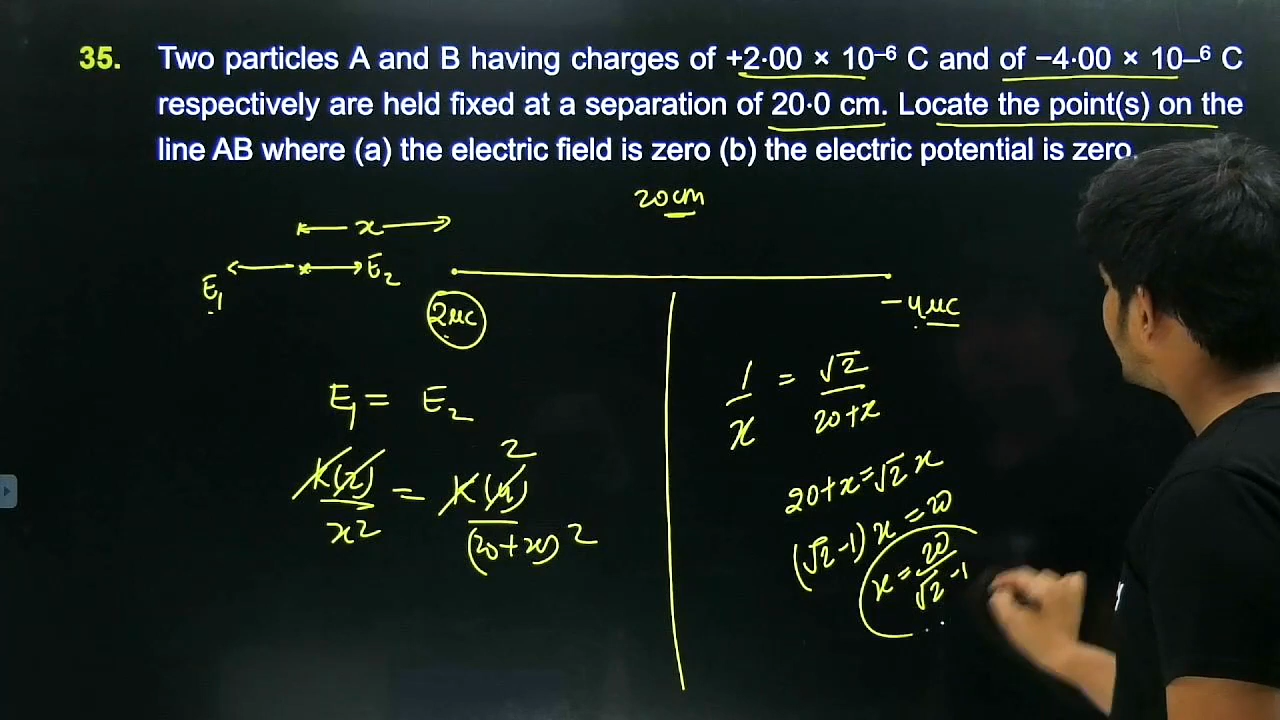 35. Two particles A and B having charges of +2·00 × 10⁻⁶ C and of −4·00 × 10–⁶ C
respectively are held fixed at a separation of 20·0 cm. Locate the point(s) on the
line AB where (a) the electric field is zero (b) the electric potential is zero.
20cm
x
E₁ E₂
2μc
-4μc
E₁ = E₂
K(2)/x² = K(4)/(20+x)²
2
1/x = √2/20+x
20+x=√2 x
(√2-1)x = 20
x = 20/√2-1